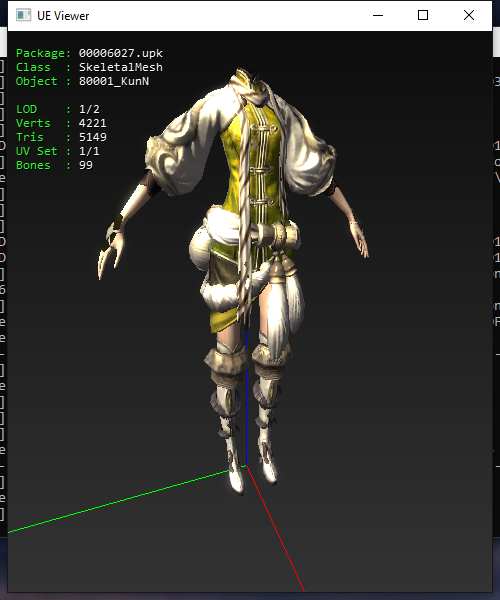 UE Viewer
Package: 00006027.upk
Class : SkeletalMesh
Object : 80001_KunN
LOD : 1/2
Verts : 4221
Tris : 5149
UV Set : 1/1
Bones : 99